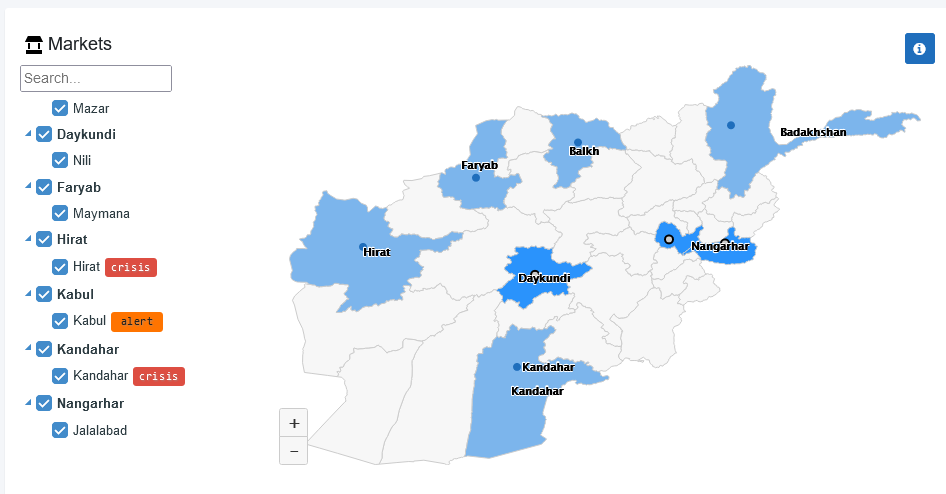 Markets
Search...
Mazar
Daykundi
Nili
Faryab
Maymana
Hirat
Hirat crisis
Kabul
Kabul alert
Kandahar
Kandahar crisis
Nangarhar
Jalalabad
Badakhshan
Balkh
Faryab
Nangarhar
Hirat
Daykundi
Kandahar
Kandahar
+
−